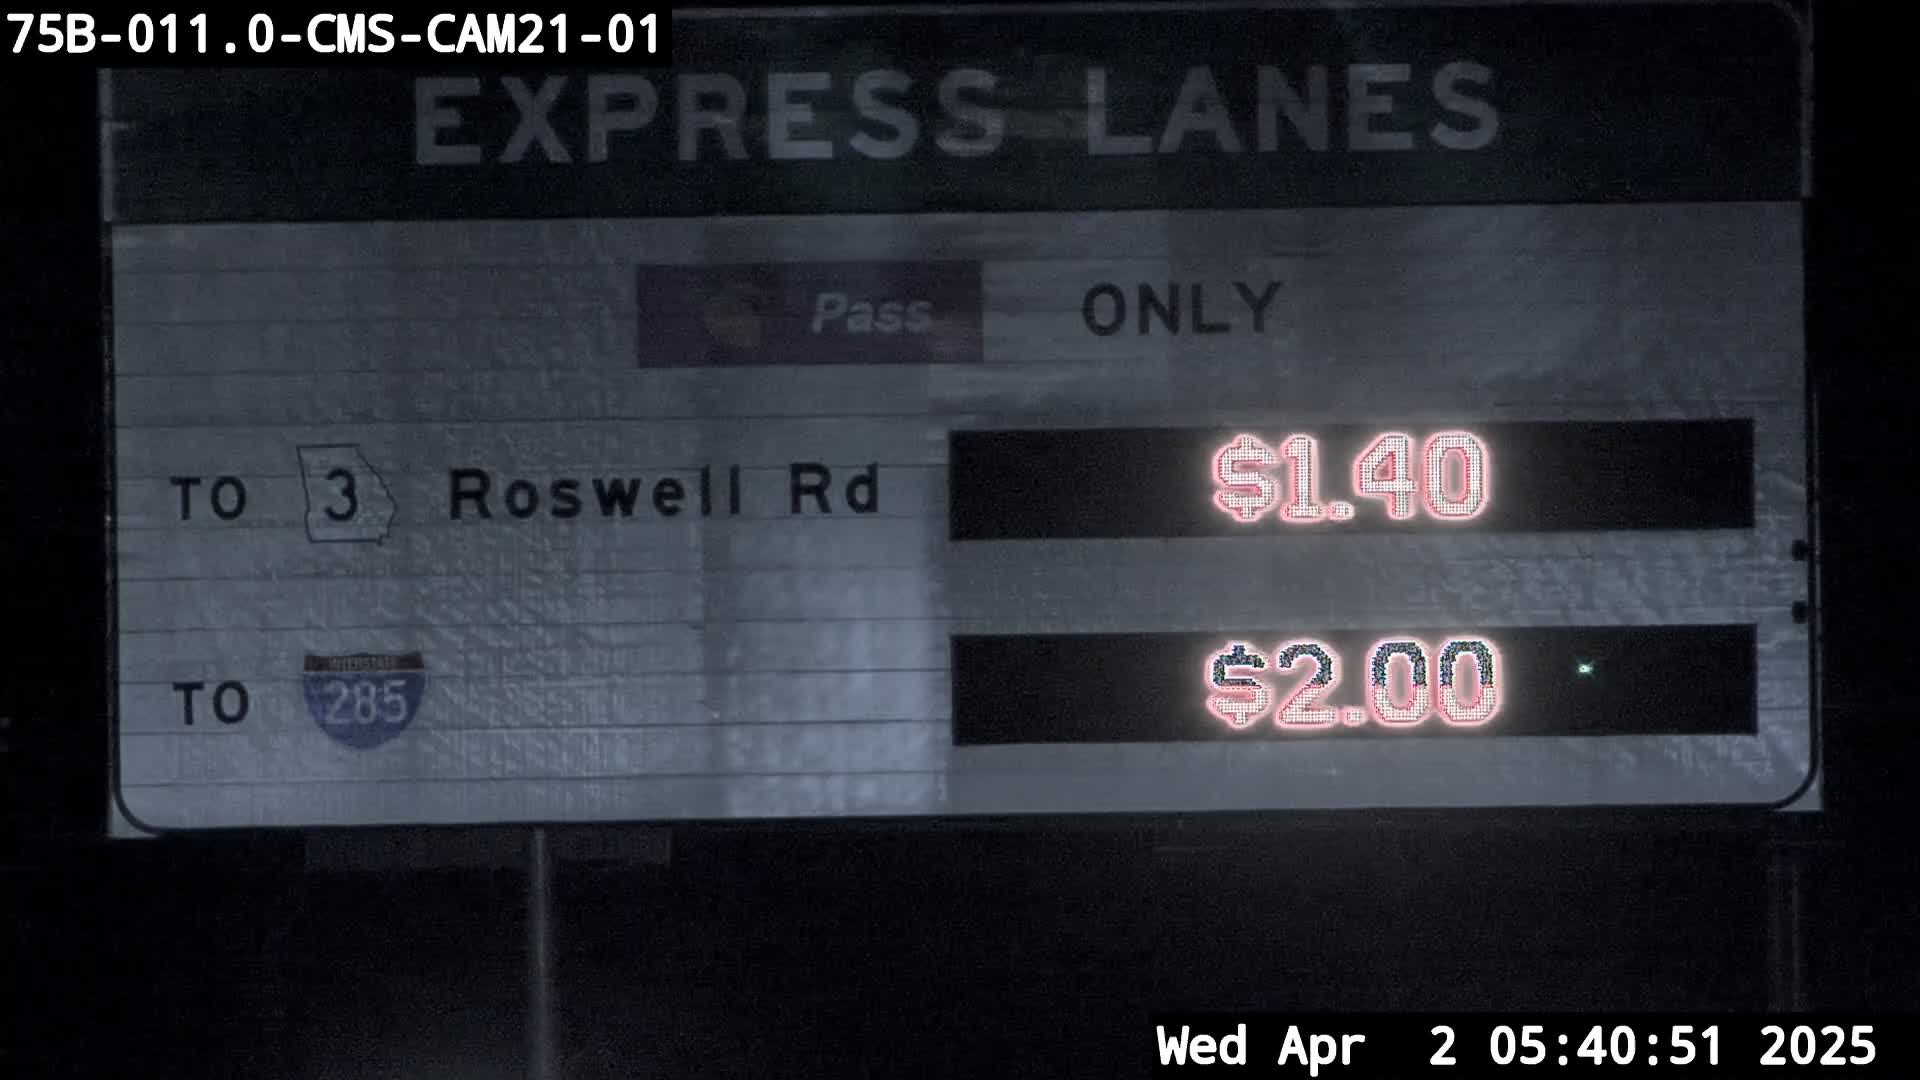 75B-011.0-CMS-CAM21-01
EXPRESS LANES
Pass ONLY
TO 3 Roswell Rd $1.40
TO INTERSTATE 285 $2.00
Wed Apr 2 05:40:51 2025